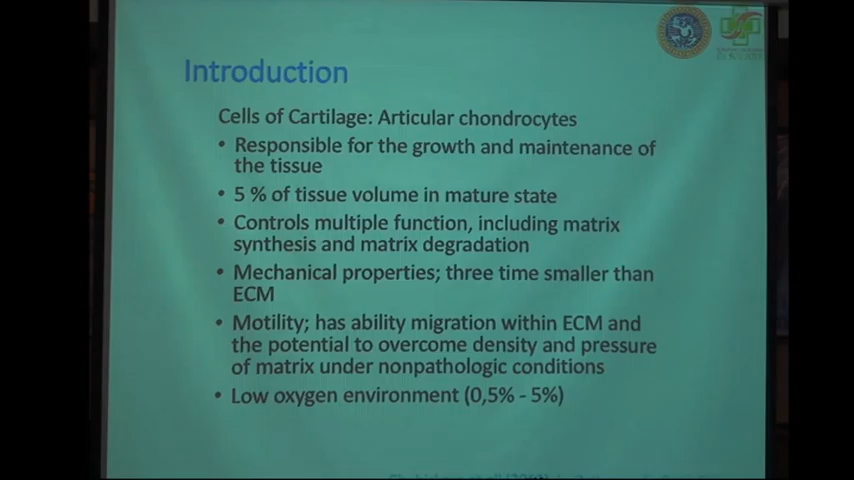 Introduction
Cells of Cartilage: Articular chondrocytes
• Responsible for the growth and maintenance of
the tissue
• 5 % of tissue volume in mature state
• Controls multiple function, including matrix
synthesis and matrix degradation
• Mechanical properties; three time smaller than
ECM
• Motility; has ability migration within ECM and
the potential to overcome density and pressure
of matrix under nonpathologic conditions
• Low oxygen environment (0,5% - 5%)